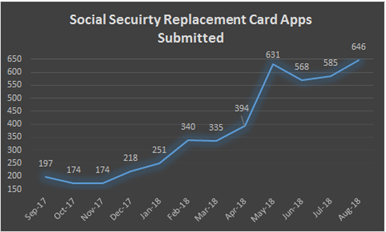 Social Secuirty Replacement Card Apps
Submitted
650
600
550
500
450
400
350
300
250
200
150
197
174
174
218
251
340
335
394
631
568
585
646
Sep-17
Oct-17
Nov-17
Dec-17
Jan-18
Feb-18
Mar-18
Apr-18
May-18
Jun-18
Jul-18
Aug-18